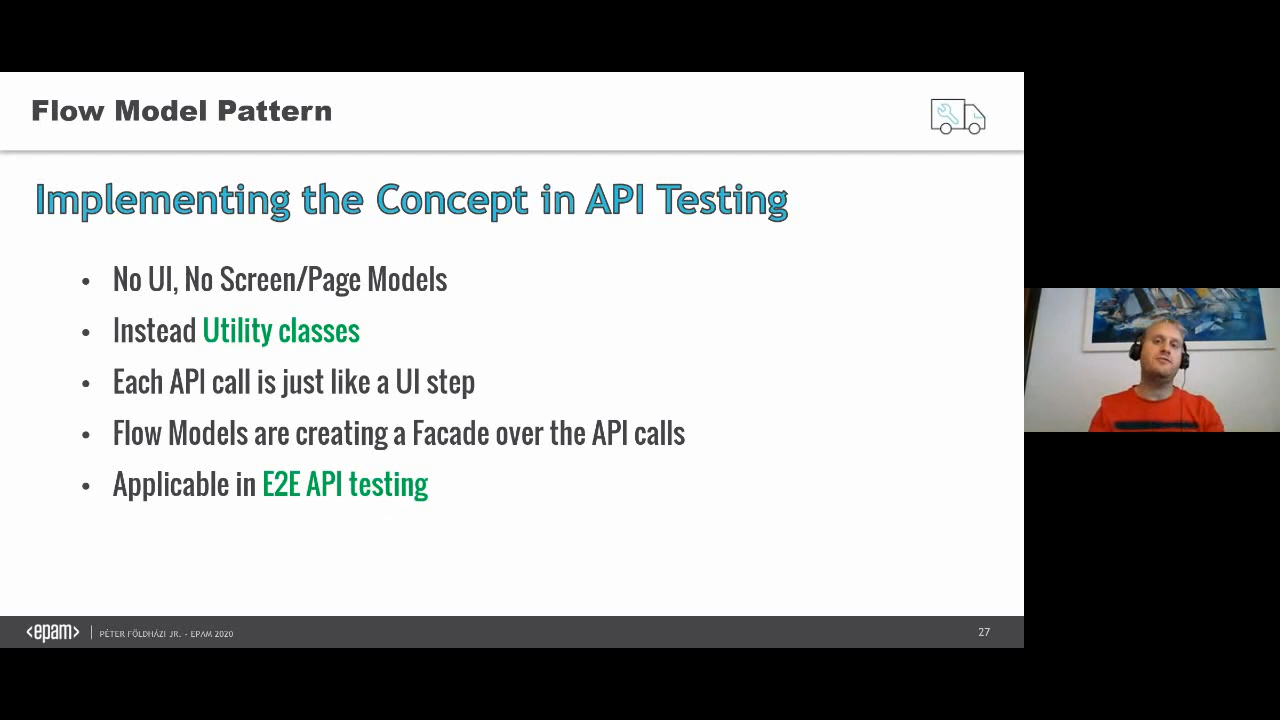 Flow Model Pattern
Implementing the Concept in API Testing
• No UI, No Screen/Page Models
• Instead Utility classes
• Each API call is just like a UI step
• Flow Models are creating a Facade over the API calls
• Applicable in E2E API testing
<epam> | PÉTER FÖLDHÁZI JR. - EPAM 2020
27